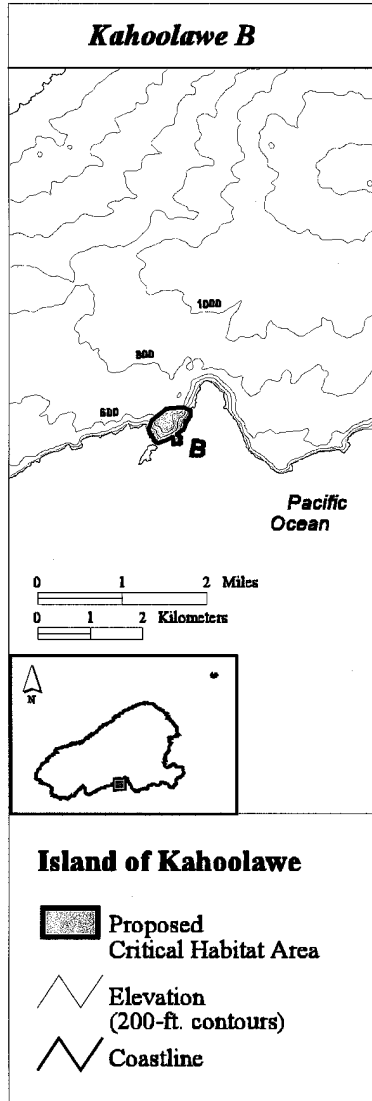 Kahoolawe B
1000
800
600
B
Pacific
Ocean
0 1 2 Miles
0 1 2 Kilometers
N
Island of Kahoolawe
Proposed
Critical Habitat Area
Elevation
(200-ft. contours)
Coastline